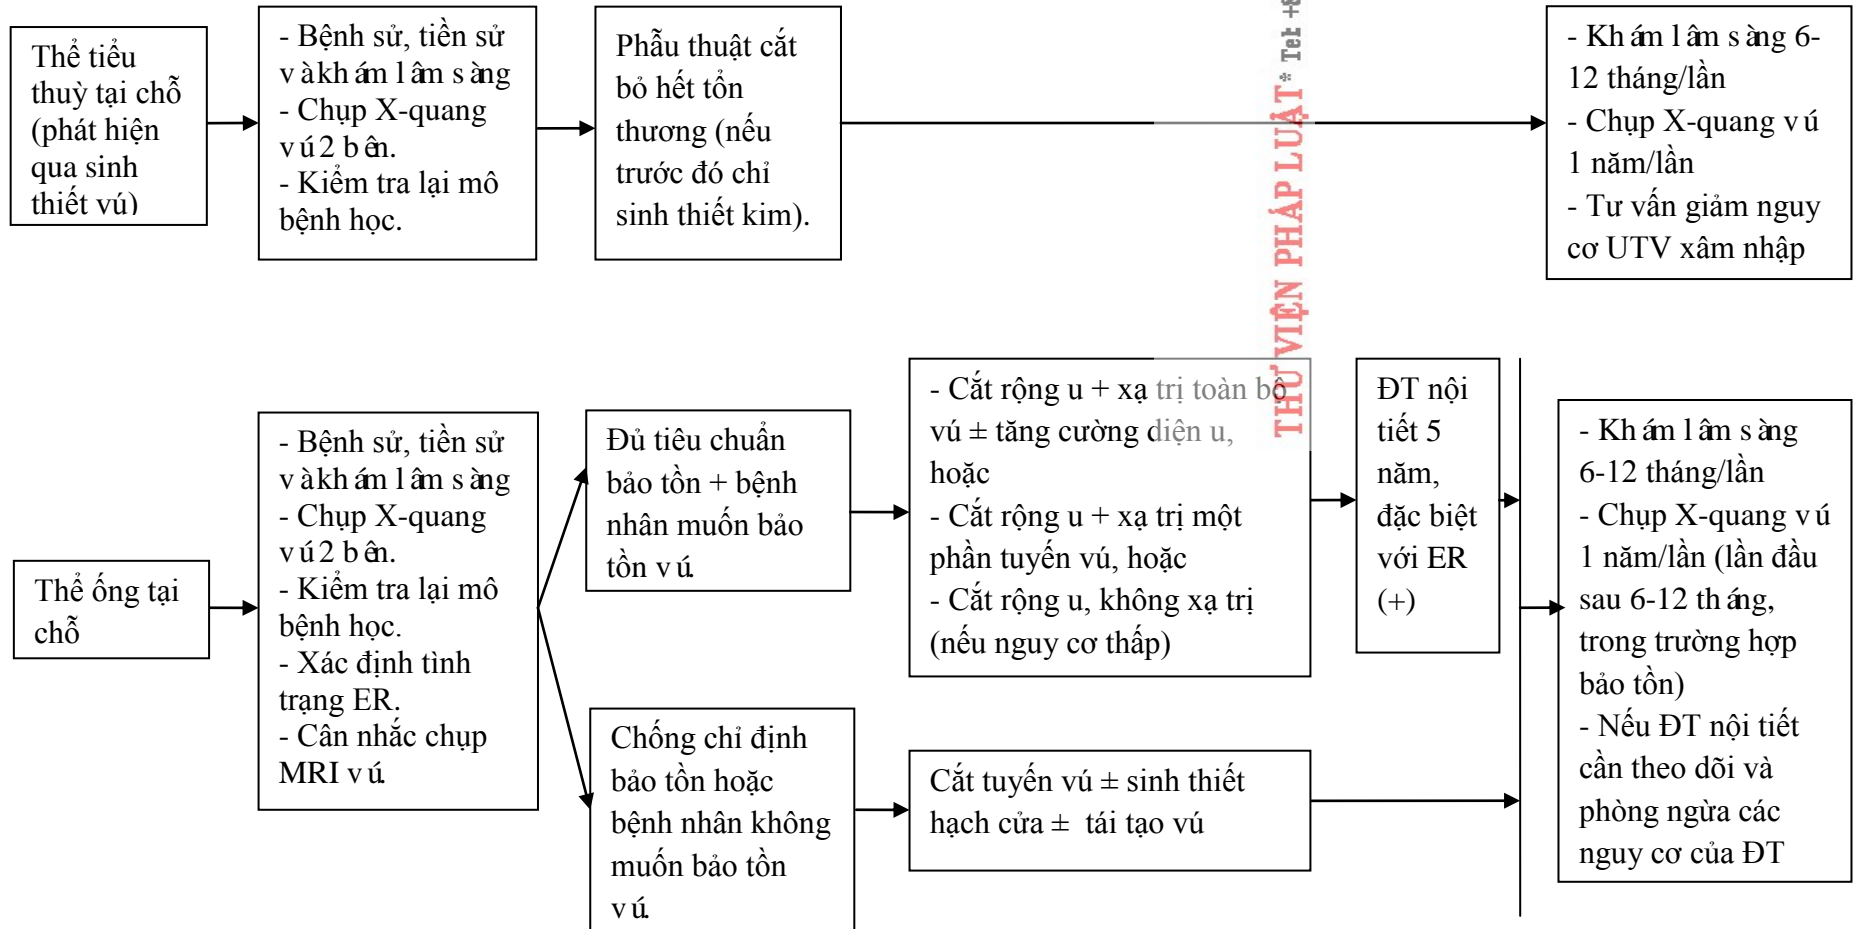 Thể tiểu
thuỳ tại chỗ
(phát hiện
qua sinh
thiết vú)
- Bệnh sử, tiền sử
và khám lâm sàng
- Chụp X-quang
vú 2 bên.
- Kiểm tra lại mô
bệnh học.
Phẫu thuật cắt
bỏ hết tổn
thương (nếu
trước đó chỉ
sinh thiết kim).
- Khám lâm sàng 6-
12 tháng/lần
- Chụp X-quang vú
1 năm/lần
- Tư vấn giảm nguy
cơ UTV xâm nhập
THƯ VIỆN PHÁP LUẬT * Tel:
Thể ống tại
chỗ
- Bệnh sử, tiền sử
và khám lâm sàng
- Chụp X-quang
vú 2 bên.
- Kiểm tra lại mô
bệnh học.
- Xác định tình
trạng ER.
- Cân nhắc chụp
MRI vú.
Đủ tiêu chuẩn
bảo tồn + bệnh
nhân muốn bảo
tồn vú.
- Cắt rộng u + xạ trị toàn bộ
vú ± tăng cường diện u,
hoặc
- Cắt rộng u + xạ trị một
phần tuyến vú, hoặc
- Cắt rộng u, không xạ trị
(nếu nguy cơ thấp)
ĐT nội
tiết 5
năm,
đặc biệt
với ER
(+)
Chống chỉ định
bảo tồn hoặc
bệnh nhân không
muốn bảo tồn
vú.
Cắt tuyến vú ± sinh thiết
hạch cửa ± tái tạo vú
- Khám lâm sàng
6-12 tháng/lần
- Chụp X-quang vú
1 năm/lần (lần đầu
sau 6-12 tháng,
trong trường hợp
bảo tồn)
- Nếu ĐT nội tiết
cần theo dõi và
phòng ngừa các
nguy cơ của ĐT